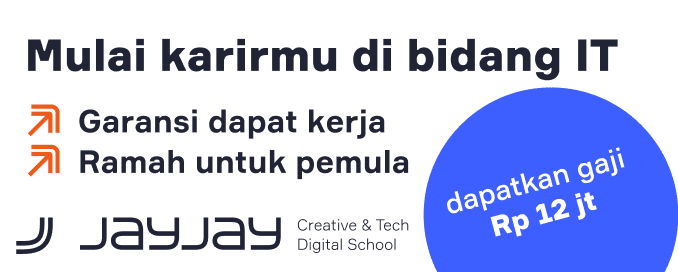 Mulai karirmu di bidang IT
Garansi dapat kerja
Ramah untuk pemula
dapatkan gaji
Rp 12 jt
JAYJAY
Creative & Tech
Digital School